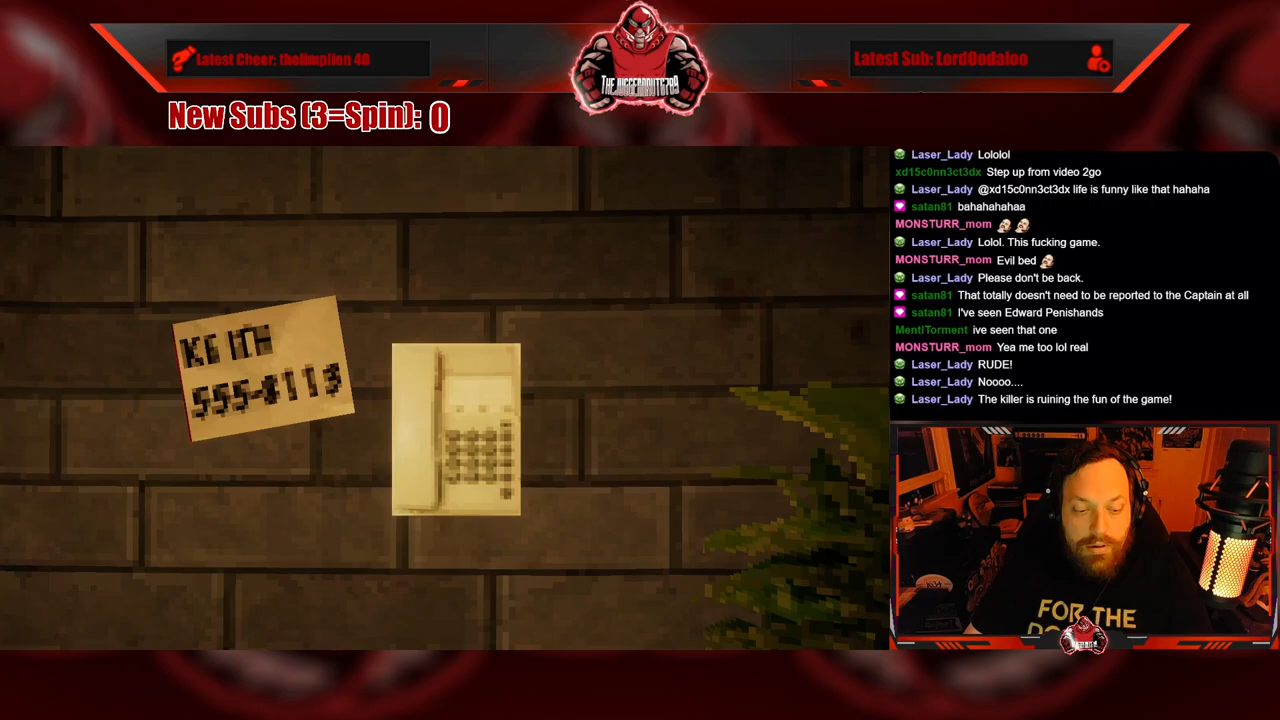 Latest Cheer: thelimplion 40
THEJUGGERNAUT6789
Latest Sub: LordOodaloo
New Subs (3=Spin): 0
Laser_Lady Lololol
xd15c0nn3ct3dx Step up from video 2go
Laser_Lady @xd15c0nn3ct3dx life is funny like that hahaha
satan81 bahahahahaa
MONSTURR_mom
Laser_Lady Lolol. This fucking game.
MONSTURR_mom Evil bed
Laser_Lady Please don't be back.
satan81 That totally doesn't need to be reported to the Captain at all
satan81 I've seen Edward Penishands
MentlTorment ive seen that one
MONSTURR_mom Yea me too lol real
Laser_Lady RUDE!
Laser_Lady Noooo....
Laser_Lady The killer is ruining the fun of the game!
KEITH
555-0113
FOR THE